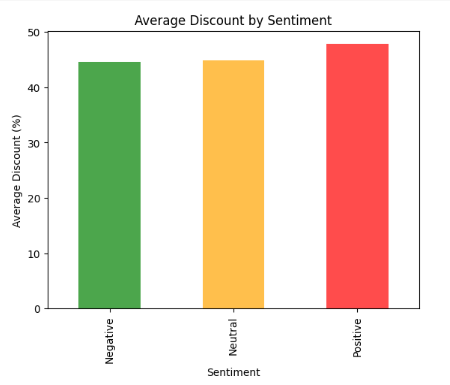 Average Discount by Sentiment
50
40
30
20
10
0
Average Discount (%)
Negative
Neutral
Positive
Sentiment